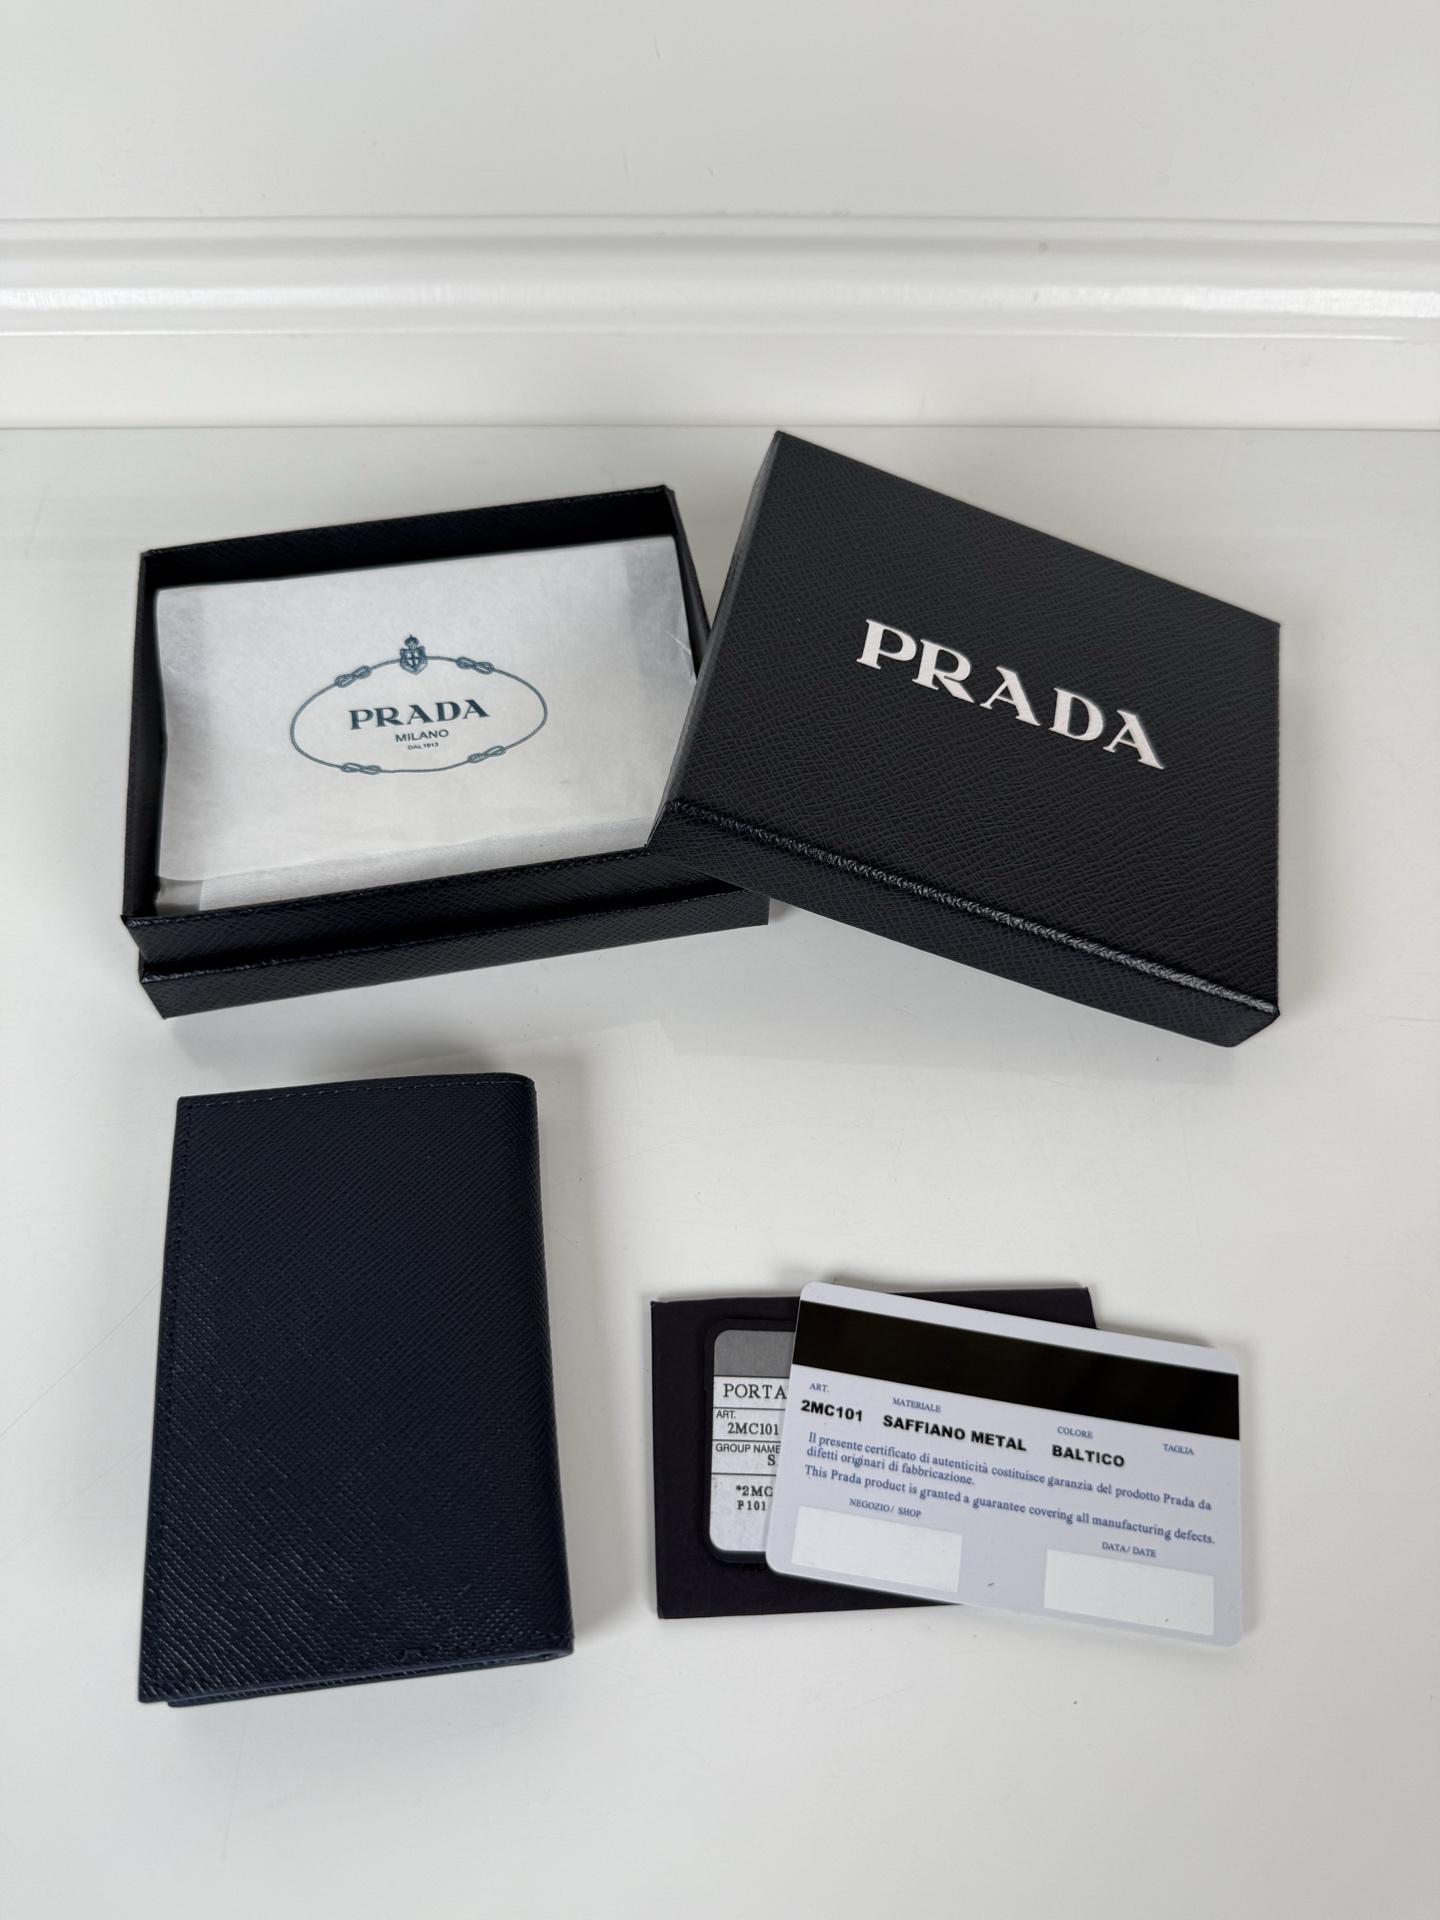 PRADA
MILANO
DAL 1913
PRADA
PORTA
ART.
2MC101
GROUP NAME
S
*2MC
P101
ART.
2MC101
MATERIALE
SAFFIANO METAL
COLORE
BALTICO
TAGLIA
Il presente certificato di autenticità costituisce garanzia del prodotto Prada da
difetti originari di fabbricazione.
This Prada product is granted a guarantee covering all manufacturing defects.
NEGOZIO/ SHOP
DATA/ DATE